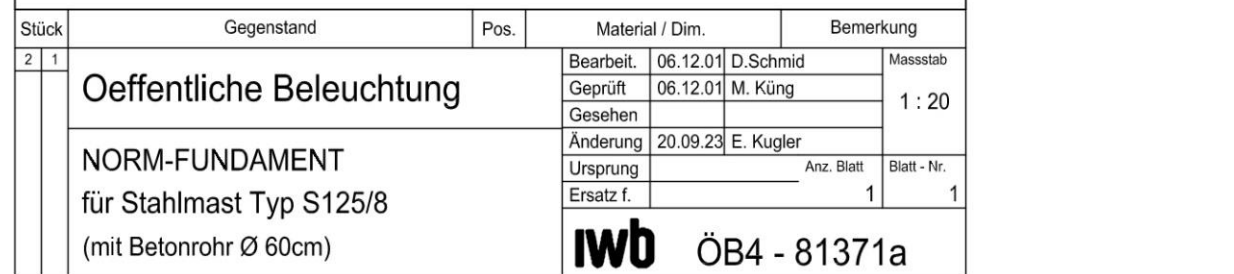 Stück Gegenstand Pos. Material / Dim. Bemerkung
2 1
Oeffentliche Beleuchtung
NORM-FUNDAMENT
für Stahlmast Typ S125/8
(mit Betonrohr Ø 60cm)
Bearbeit. 06.12.01 D.Schmid
Geprüft 06.12.01 M. Küng
Gesehen
Änderung 20.09.23 E. Kugler
Ursprung
Ersatz f.
Massstab
1 : 20
Anz. Blatt
1
Blatt - Nr.
1
iwb ÖB4 - 81371a